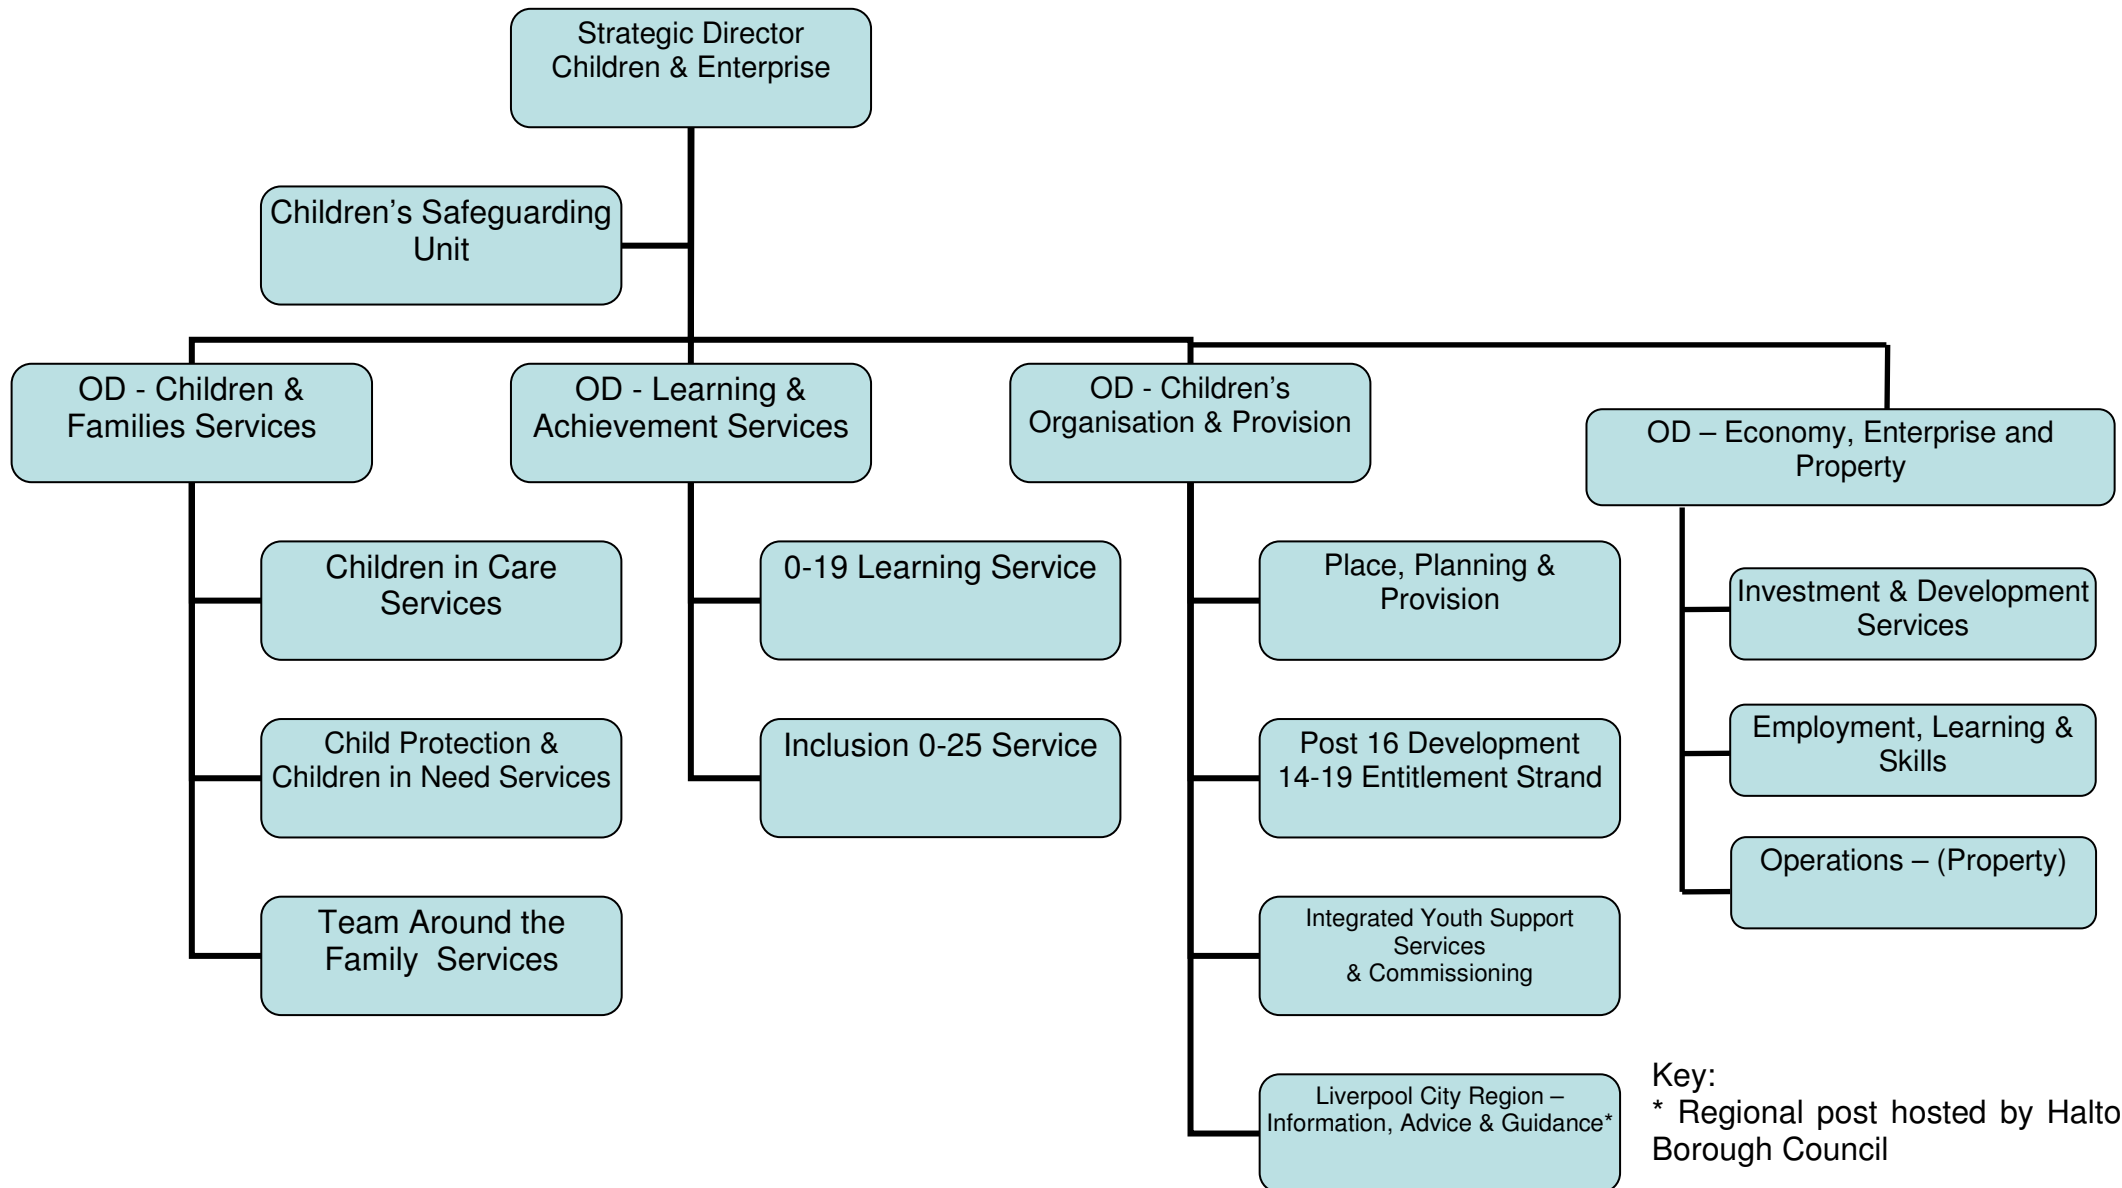 Strategic Director
Children & Enterprise
Children’s Safeguarding
Unit
OD - Children &
Families Services
OD - Learning &
Achievement Services
OD - Children’s
Organisation & Provision
OD – Economy, Enterprise and
Property
Children in Care
Services
Child Protection &
Children in Need Services
Team Around the
Family Services
0-19 Learning Service
Inclusion 0-25 Service
Place, Planning &
Provision
Post 16 Development
14-19 Entitlement Strand
Integrated Youth Support
Services
& Commissioning
Liverpool City Region –
Information, Advice & Guidance*
Investment & Development
Services
Employment, Learning &
Skills
Operations – (Property)
Key:
* Regional post hosted by Halto
Borough Council